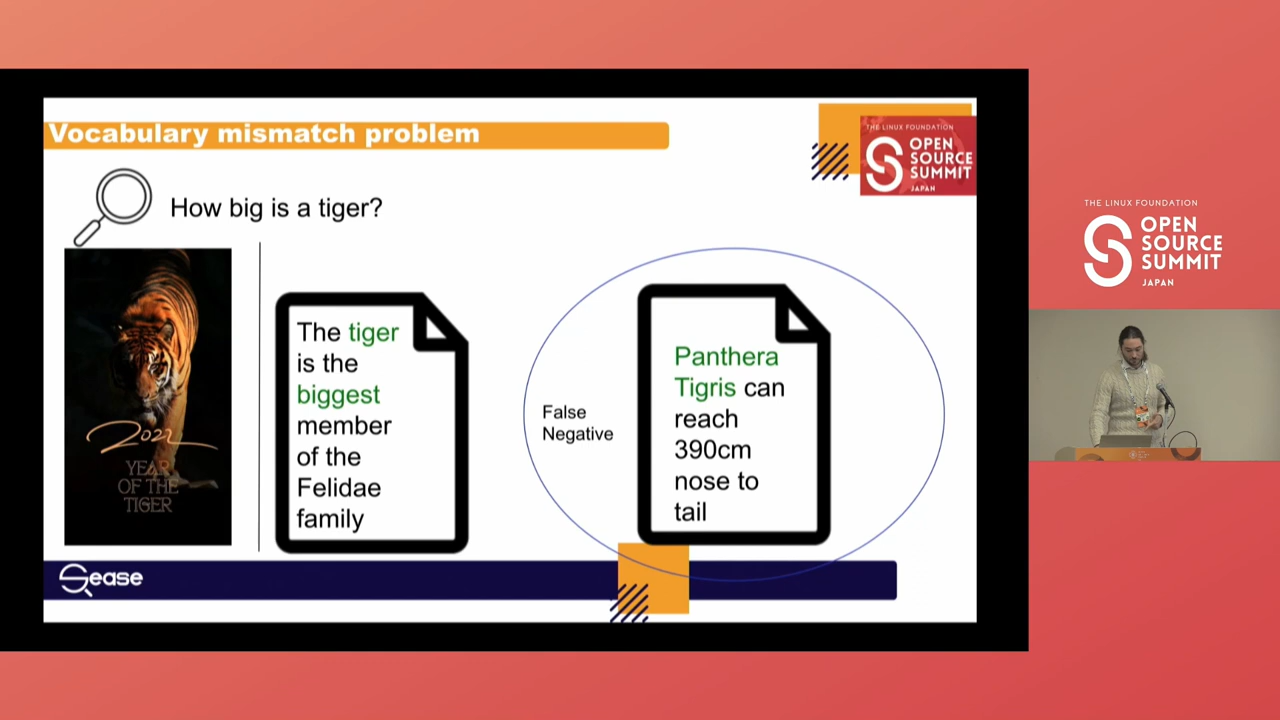 Vocabulary mismatch problem
THE LINUX FOUNDATION
OPEN
SOURCE
SUMMIT
JAPAN
How big is a tiger?
2022
YEAR
OF THE
TIGER
The tiger
is the
biggest
member
of the
Felidae
family
False
Negative
Panthera
Tigris can
reach
390cm
nose to
tail
Sease
THE LINUX FOUNDATION
OPEN
SOURCE
SUMMIT
JAPAN